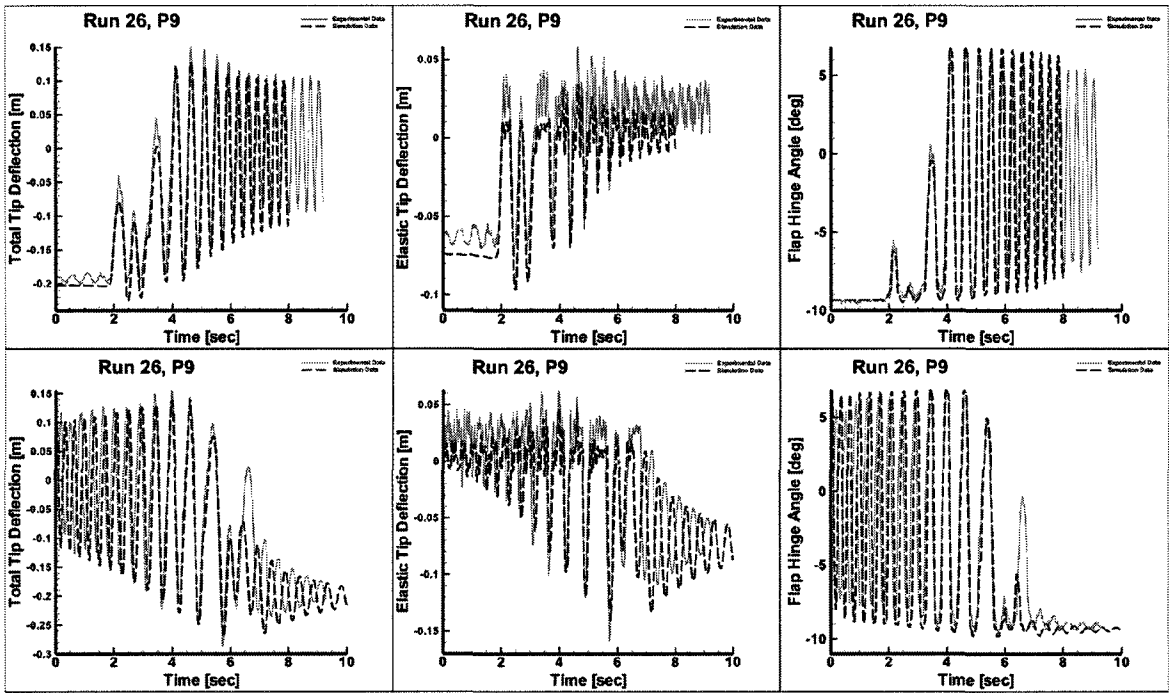 Run 26, P9
Experimental Data
Simulation Data
Total Tip Deflection [m]
0.15
0.1
0.05
0
-0.05
-0.1
-0.15
-0.2
0 2 4 6 8 10
Time [sec]
Run 26, P9
Experimental Data
Simulation Data
Elastic Tip Deflection [m]
0.05
0
-0.05
-0.1
0 2 4 6 8 10
Time [sec]
Run 26, P9
Experimental Data
Simulation Data
Flap Hinge Angle [deg]
5
0
-5
-10
0 2 4 6 8 10
Time [sec]
Run 26, P9
Experimental Data
Simulation Data
Total Tip Deflection [m]
0.15
0.1
0.05
0
-0.05
-0.1
-0.15
-0.2
-0.25
-0.3
0 2 4 6 8 10
Time [sec]
Run 26, P9
Experimental Data
Simulation Data
Elastic Tip Deflection [m]
0.05
0
-0.05
-0.1
-0.15
0 2 4 6 8 10
Time [sec]
Run 26, P9
Experimental Data
Simulation Data
Flap Hinge Angle [deg]
5
0
-5
-10
0 2 4 6 8 10
Time [sec]